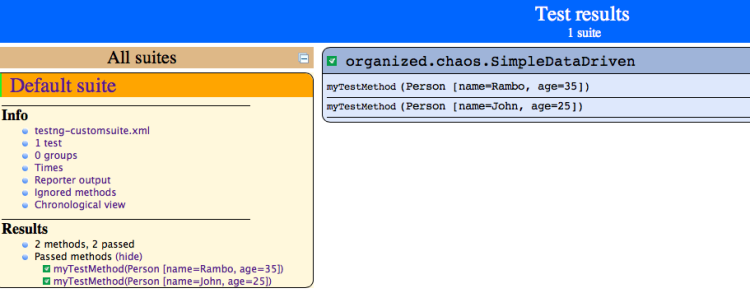 Test results
1 suite
All suites
Default suite
Info
testng-customsuite.xml
1 test
0 groups
Times
Reporter output
Ignored methods
Chronological view
Results
2 methods, 2 passed
Passed methods (hide)
myTestMethod(Person [name=Rambo, age=35])
myTestMethod(Person [name=John, age=25])
organized.chaos.SimpleDataDriven
myTestMethod (Person [name=Rambo, age=35])
myTestMethod (Person [name=John, age=25])